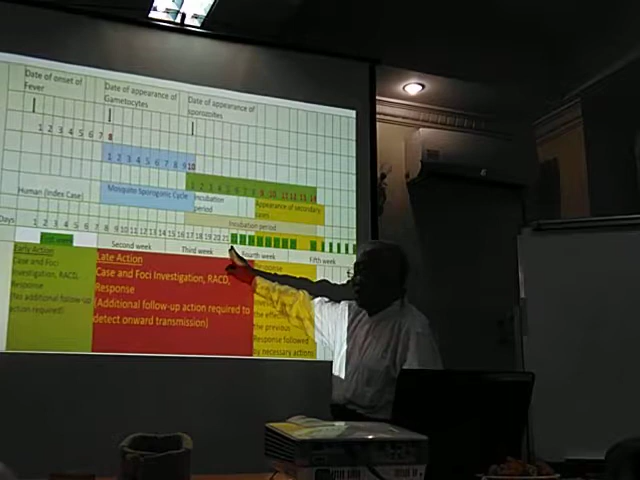 Date of onset of
Fever
Date of appearance of
Gametocytes
Date of appearance of
sporozoites
1 2 3 4 5 6 7 8
1 2 3 4 5 6 7 8 9 10
1 2 3 4 5 6 7 8 9 10 11 12 13 14
Human (Index Case)
Mosquito Sporogonic Cycle
Incubation
period
Appearance of secondary
cases
Incubation period
Days
1 2 3 4 5 6 7 8 9 10 11 12 13 14 15 16 17 18 19 20 21
First week
Second week
Third week
Fourth week
Fifth week
Early Action
Case and Foci
Investigation, RACD,
Response
(No additional follow-up
action required)
Late Action
Case and Foci Investigation, RACD,
Response
(Additional follow-up action required to
detect onward transmission)
Response
the effect
the previous
Response followed
by necessary actions